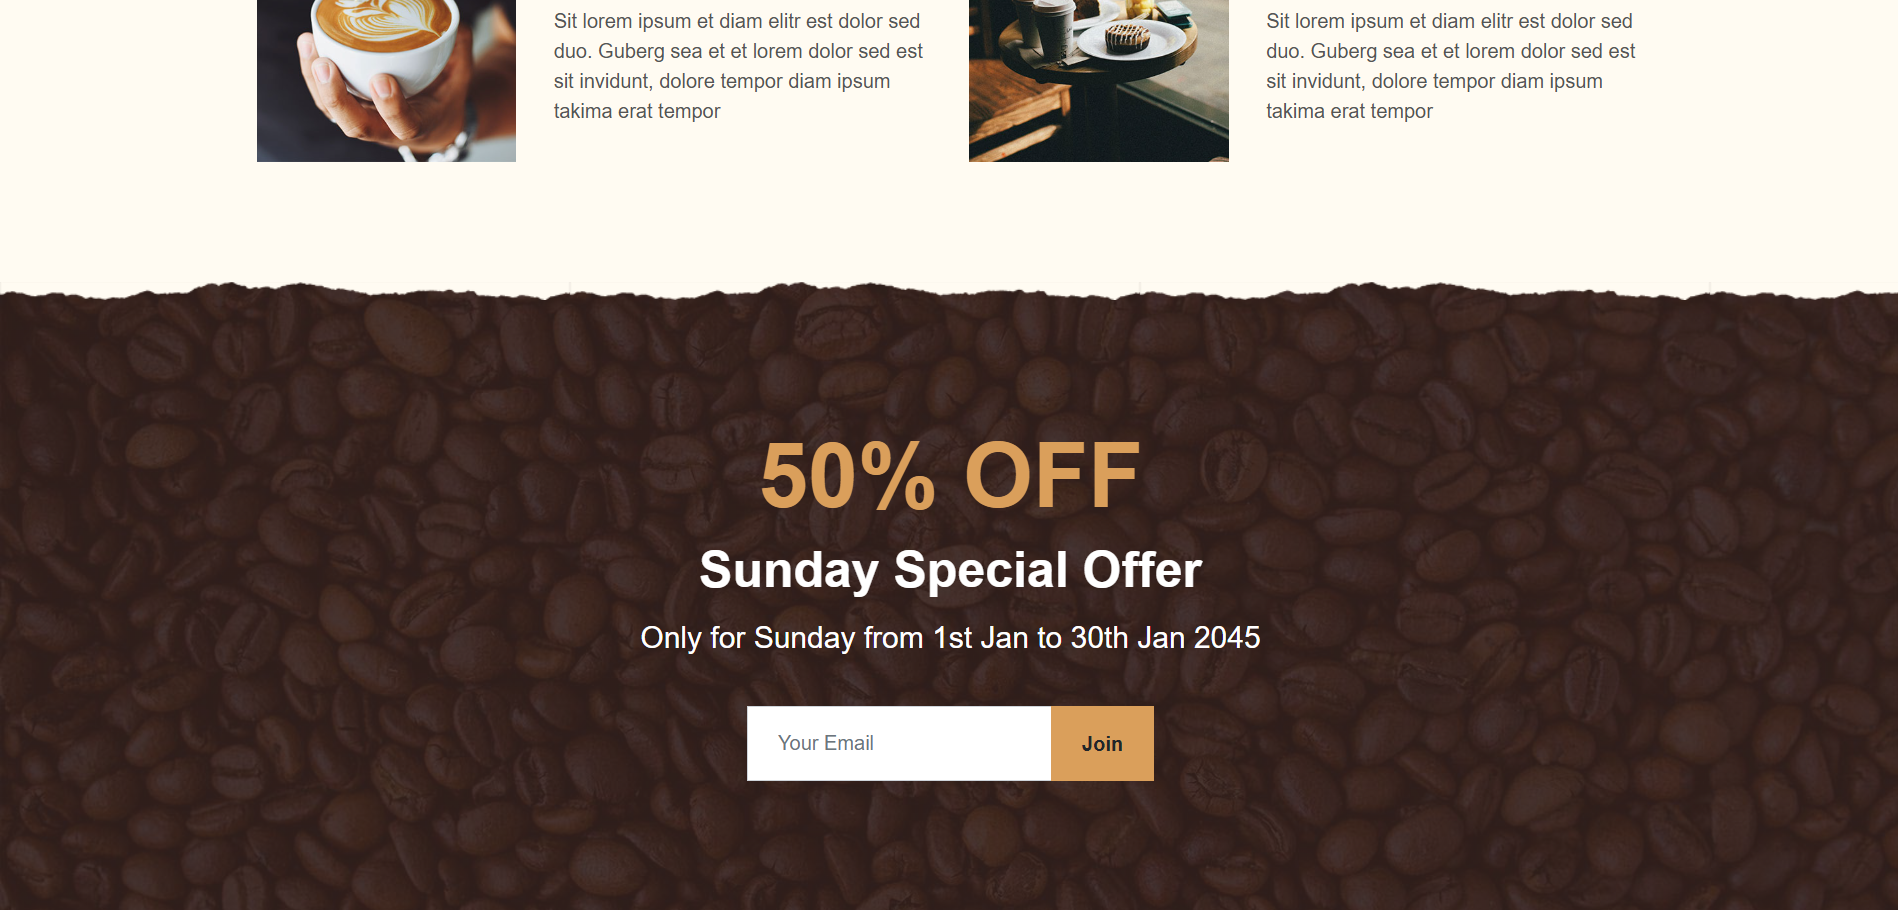 Sit lorem ipsum et diam elitr est dolor sed
duo. Guberg sea et et lorem dolor sed est
sit invidunt, dolore tempor diam ipsum
takima erat tempor
Sit lorem ipsum et diam elitr est dolor sed
duo. Guberg sea et et lorem dolor sed est
sit invidunt, dolore tempor diam ipsum
takima erat tempor
50% OFF
Sunday Special Offer
Only for Sunday from 1st Jan to 30th Jan 2045
Your Email
Join